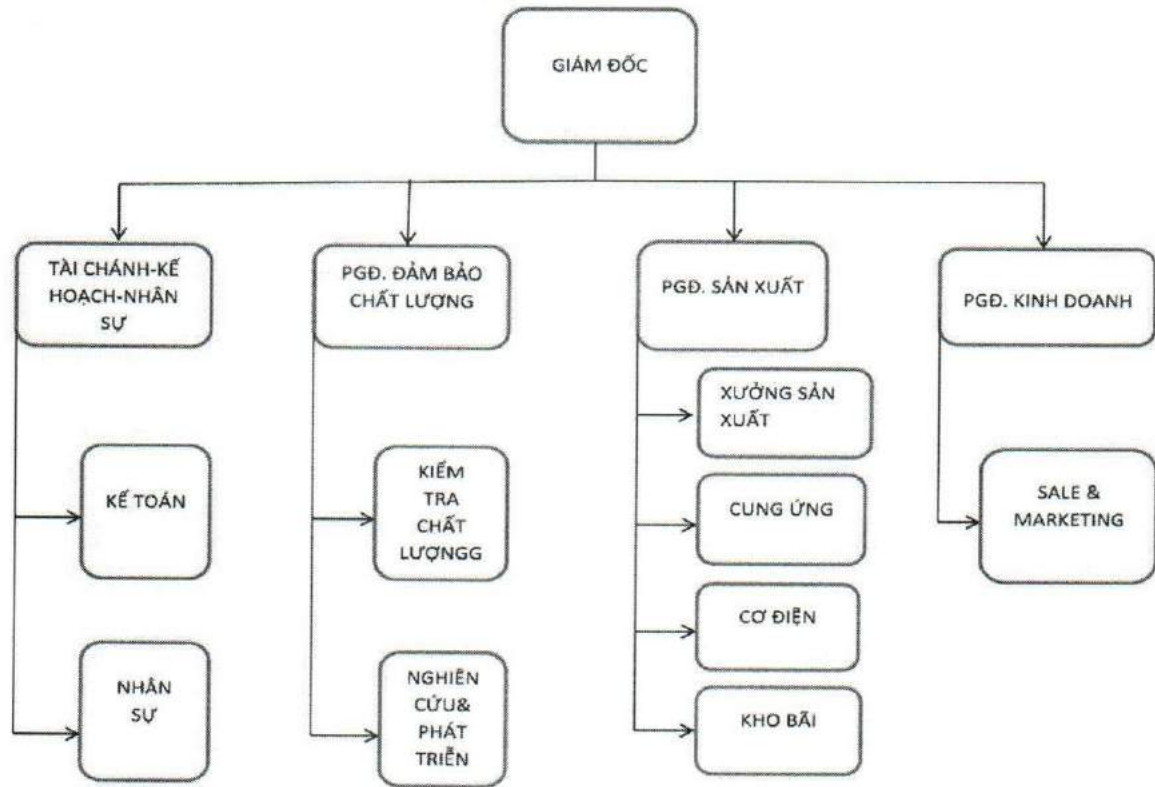 GIÁM ĐỐC
TÀI CHÁNH-KẾ
HOẠCH-NHÂN
SỰ
PGĐ. ĐẢM BẢO
CHẤT LƯỢNG
PGĐ. SẢN XUẤT
PGĐ. KINH DOANH
KẾ TOÁN
NHÂN
SỰ
KIỂM
TRA
CHẤT
LƯỢNGG
NGHIÊN
CỨU&
PHÁT
TRIỄN
XƯỞNG SẢN
XUẤT
CUNG ỨNG
CƠ ĐIỆN
KHO BÃI
SALE &
MARKETING